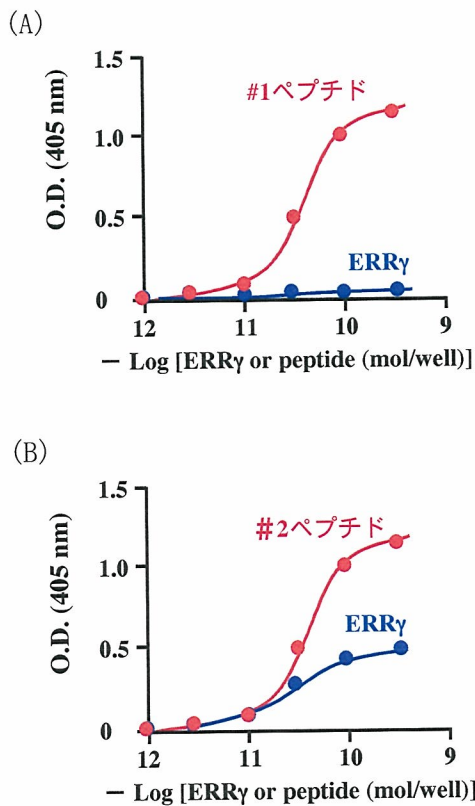 (A)
1.5
1.0
0.5
0
O.D. (405 nm)
#1ペプチド
ERRγ
12 11 10 9
– Log [ERRγ or peptide (mol/well)]
(B)
1.5
1.0
0.5
0
O.D. (405 nm)
#2ペプチド
ERRγ
12 11 10 9
– Log [ERRγ or peptide (mol/well)]